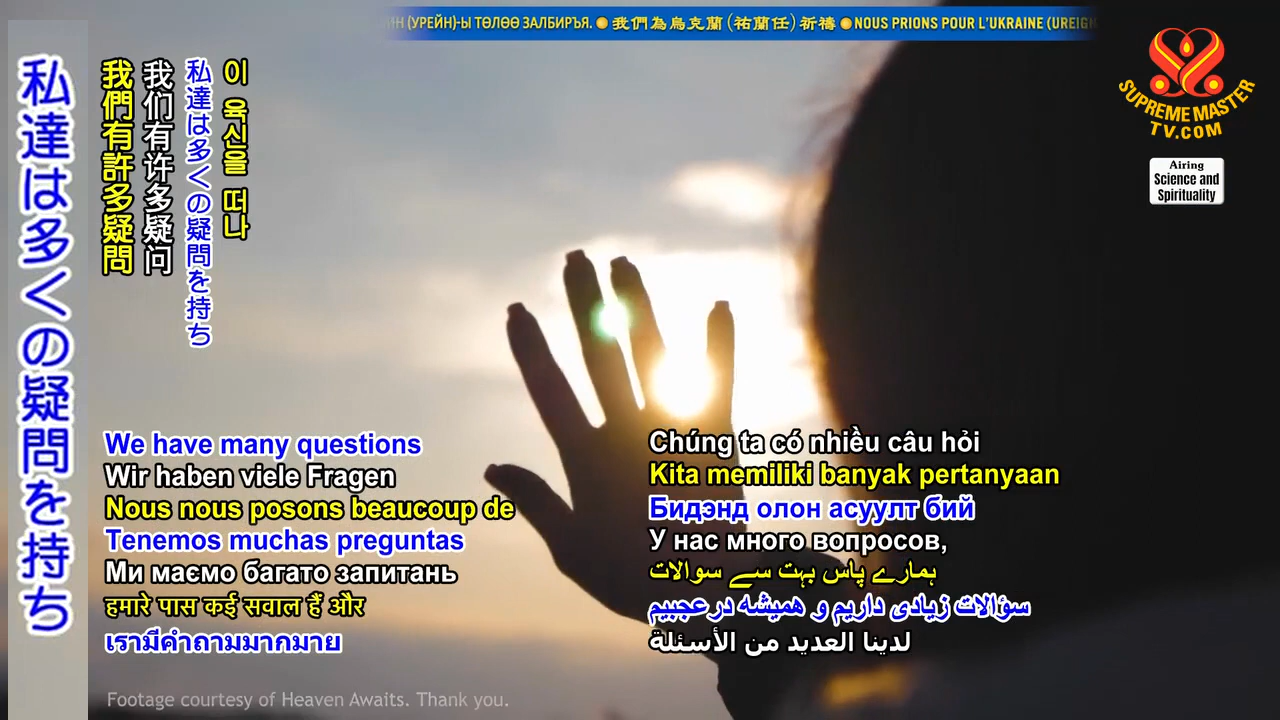 ЙН (УРЕЙН)-Ы ТӨЛӨӨ ЗАЛБИРЪЯ. 我們為烏克蘭(祐蘭任)祈禱 NOUS PRIONS POUR L'UKRAINE (UREIGN
SUPREME MASTER
TV.COM
Airing
Science and
Spirituality
私達は多くの疑問を持ち
我們有許多疑問
我们有许多疑问
私達は多くの疑問を持ち
이 육신을 떠나
We have many questions
Wir haben viele Fragen
Nous nous posons beaucoup de
Tenemos muchas preguntas
Ми маємо багато запитань
हमारे पास कई सवाल हैं और
เรามีคำถามมากมาย
Chúng ta có nhiều câu hỏi
Kita memiliki banyak pertanyaan
Бидэнд олон асуулт бий
У нас много вопросов,
ہمارے پاس بہت سے سوالات
سؤالات زیادی داریم و همیشه درعجبیم
لدينا العديد من الأسئلة
Footage courtesy of Heaven Awaits. Thank you.